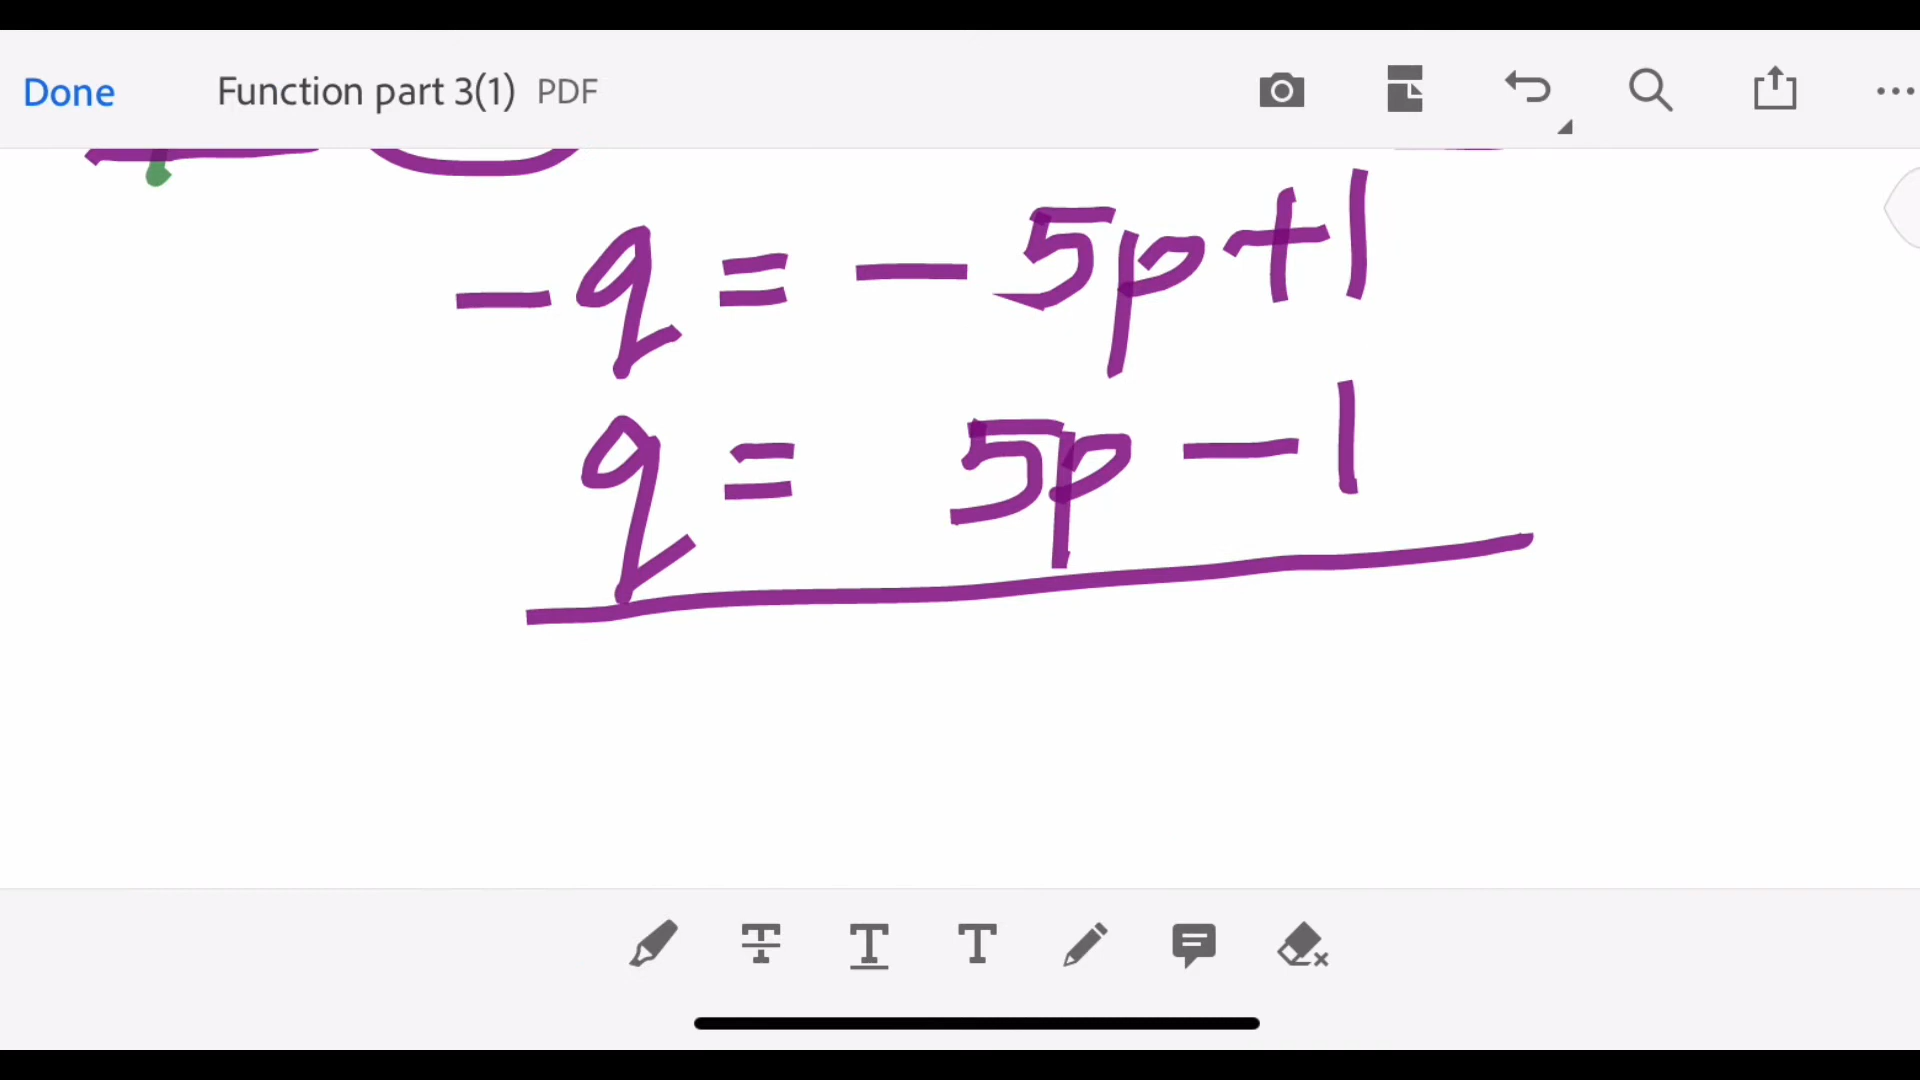 Done Function part 3(1) PDF
-q = -5p+1
q = 5p-1